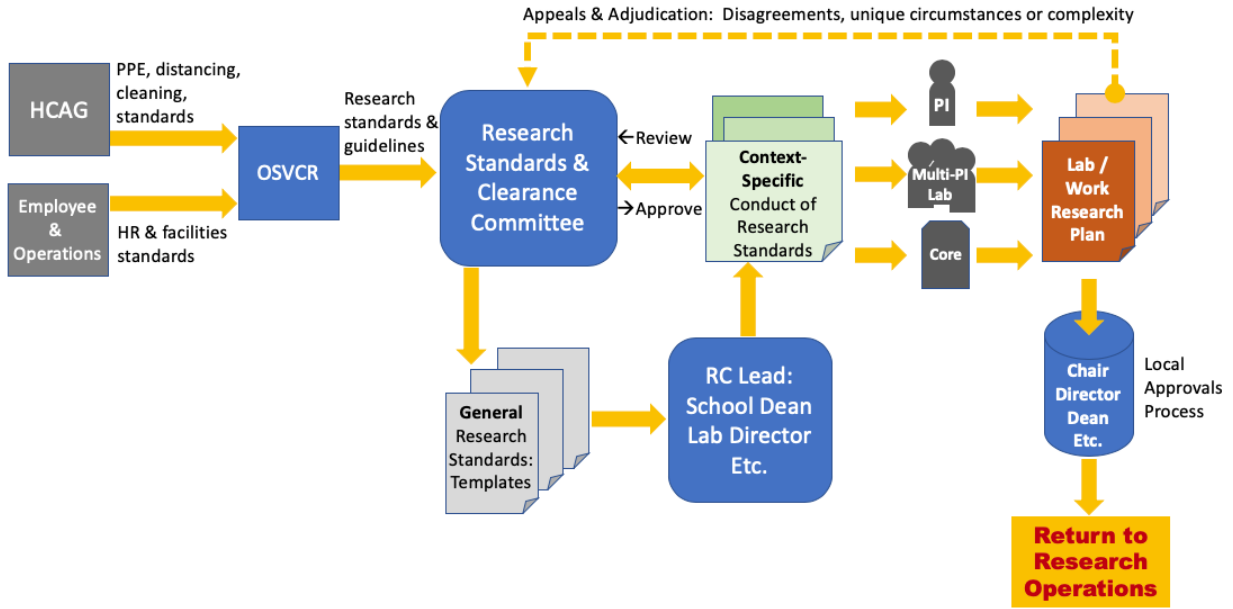 Appeals & Adjudication:  Disagreements, unique circumstances or complexity
HCAG
PPE, distancing,
cleaning,
standards
Employee
&
Operations
HR & facilities
standards
OSVCR
Research
standards &
guidelines
Research
Standards &
Clearance
Committee
←Review
→Approve
Context-
Specific
Conduct of
Research
Standards
PI
Multi-PI
Lab
Core
Lab /
Work
Research
Plan
General
Research
Standards:
Templates
RC Lead:
School Dean
Lab Director
Etc.
Chair
Director
Dean
Etc.
Local
Approvals
Process
Return to
Research
Operations